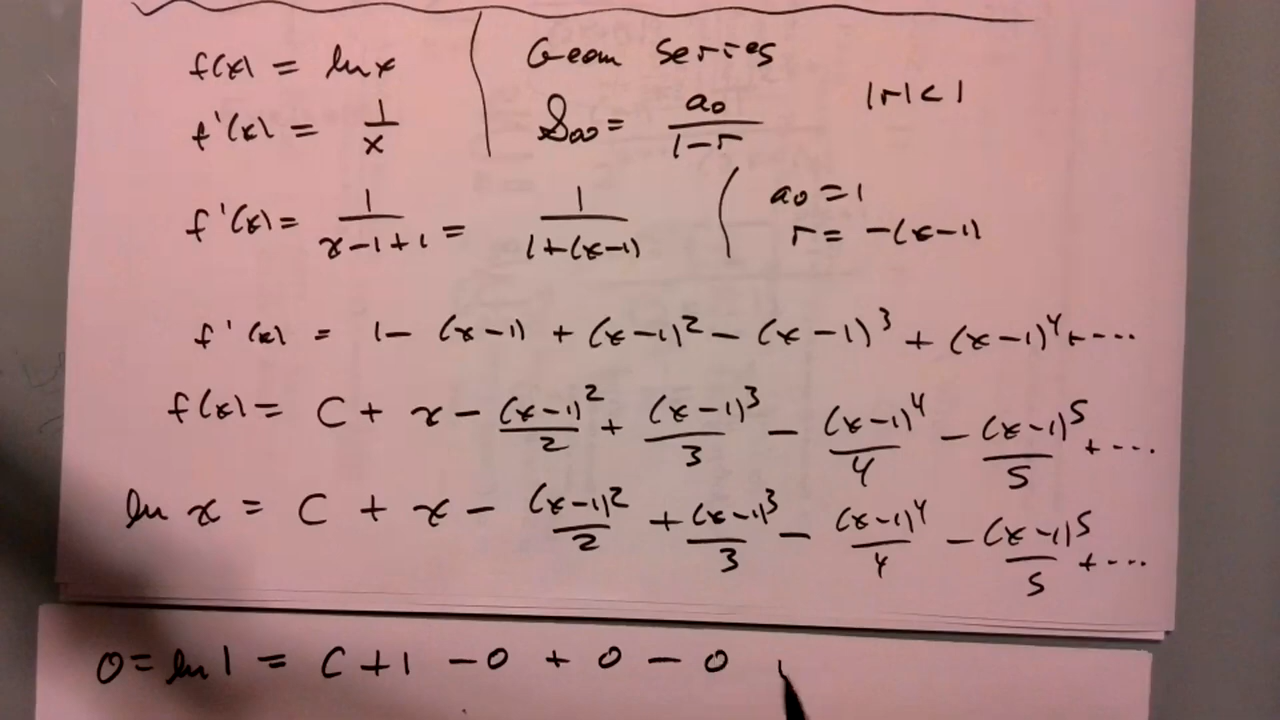 f(x) = ln x
f'(x) = 1/x
Geom Series
S∞ = a₀/(1-r)
|r| < 1
f'(x) = 1/(x-1+1) = 1/(1+(x-1))
a₀ = 1
r = -(x-1)
f'(x) = 1 - (x-1) + (x-1)² - (x-1)³ + (x-1)⁴ + ....
f(x) = C + x - (x-1)²/2 + (x-1)³/3 - (x-1)⁴/4 - (x-1)⁵/5 + ....
ln x = C + x - (x-1)²/2 + (x-1)³/3 - (x-1)⁴/4 - (x-1)⁵/5 + ....
0 = ln 1 = C + 1 - 0 + 0 - 0